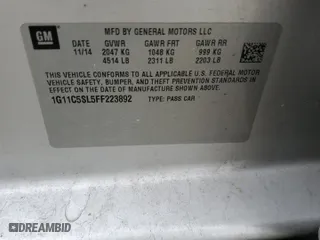 GM
MFD BY GENERAL MOTORS LLC
11/14 GVWR GAWR FRT GAWR RR
2047 KG 1048 KG 999 KG
4514 LB 2311 LB 2203 LB
THIS VEHICLE CONFORMS TO ALL APPLICABLE U.S. FEDERAL MOTOR
VEHICLE SAFETY, BUMPER, AND THEFT PREVENTION STANDARDS IN
EFFECT ON THE DATE OF MANUFACTURE SHOWN ABOVE.
1G11C5SL5FF223892 TYPE: PASS CAR
AUTOBIDMASTER